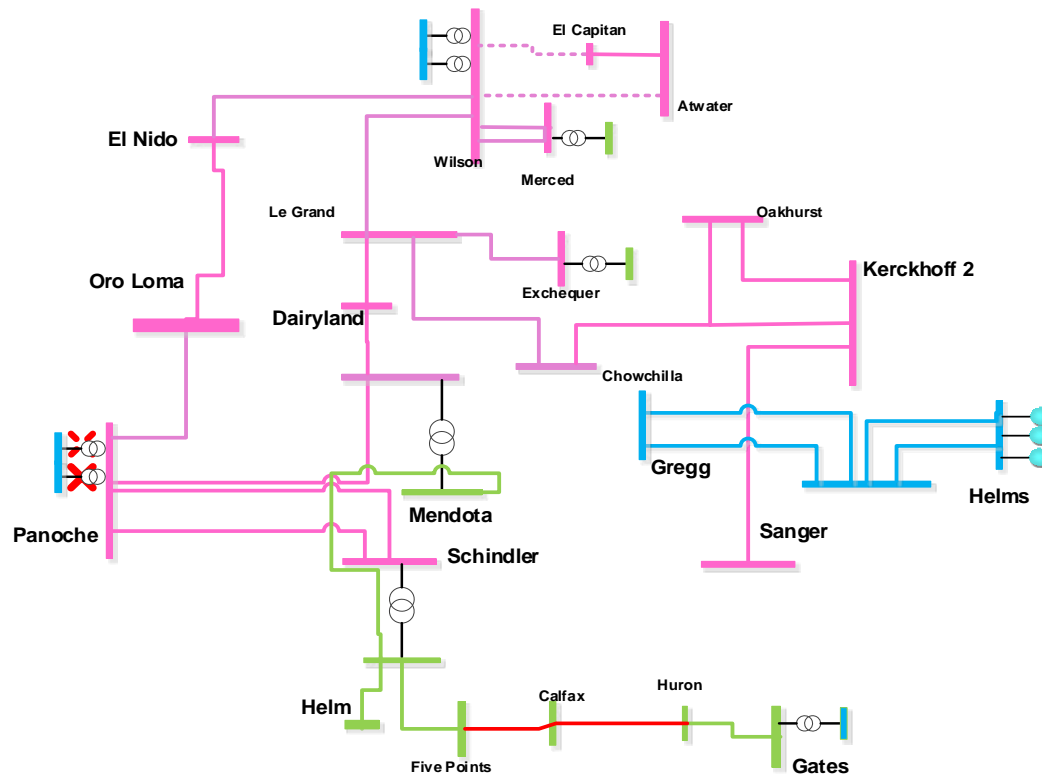 El Capitan
Atwater
El Nido
Wilson
Merced
Le Grand
Oakhurst
Kerckhoff 2
Oro Loma
Exchequer
Dairyland
Chowchilla
Gregg
Helms
Mendota
Panoche
Sanger
Schindler
Huron
Calfax
Helm
Five Points
Gates